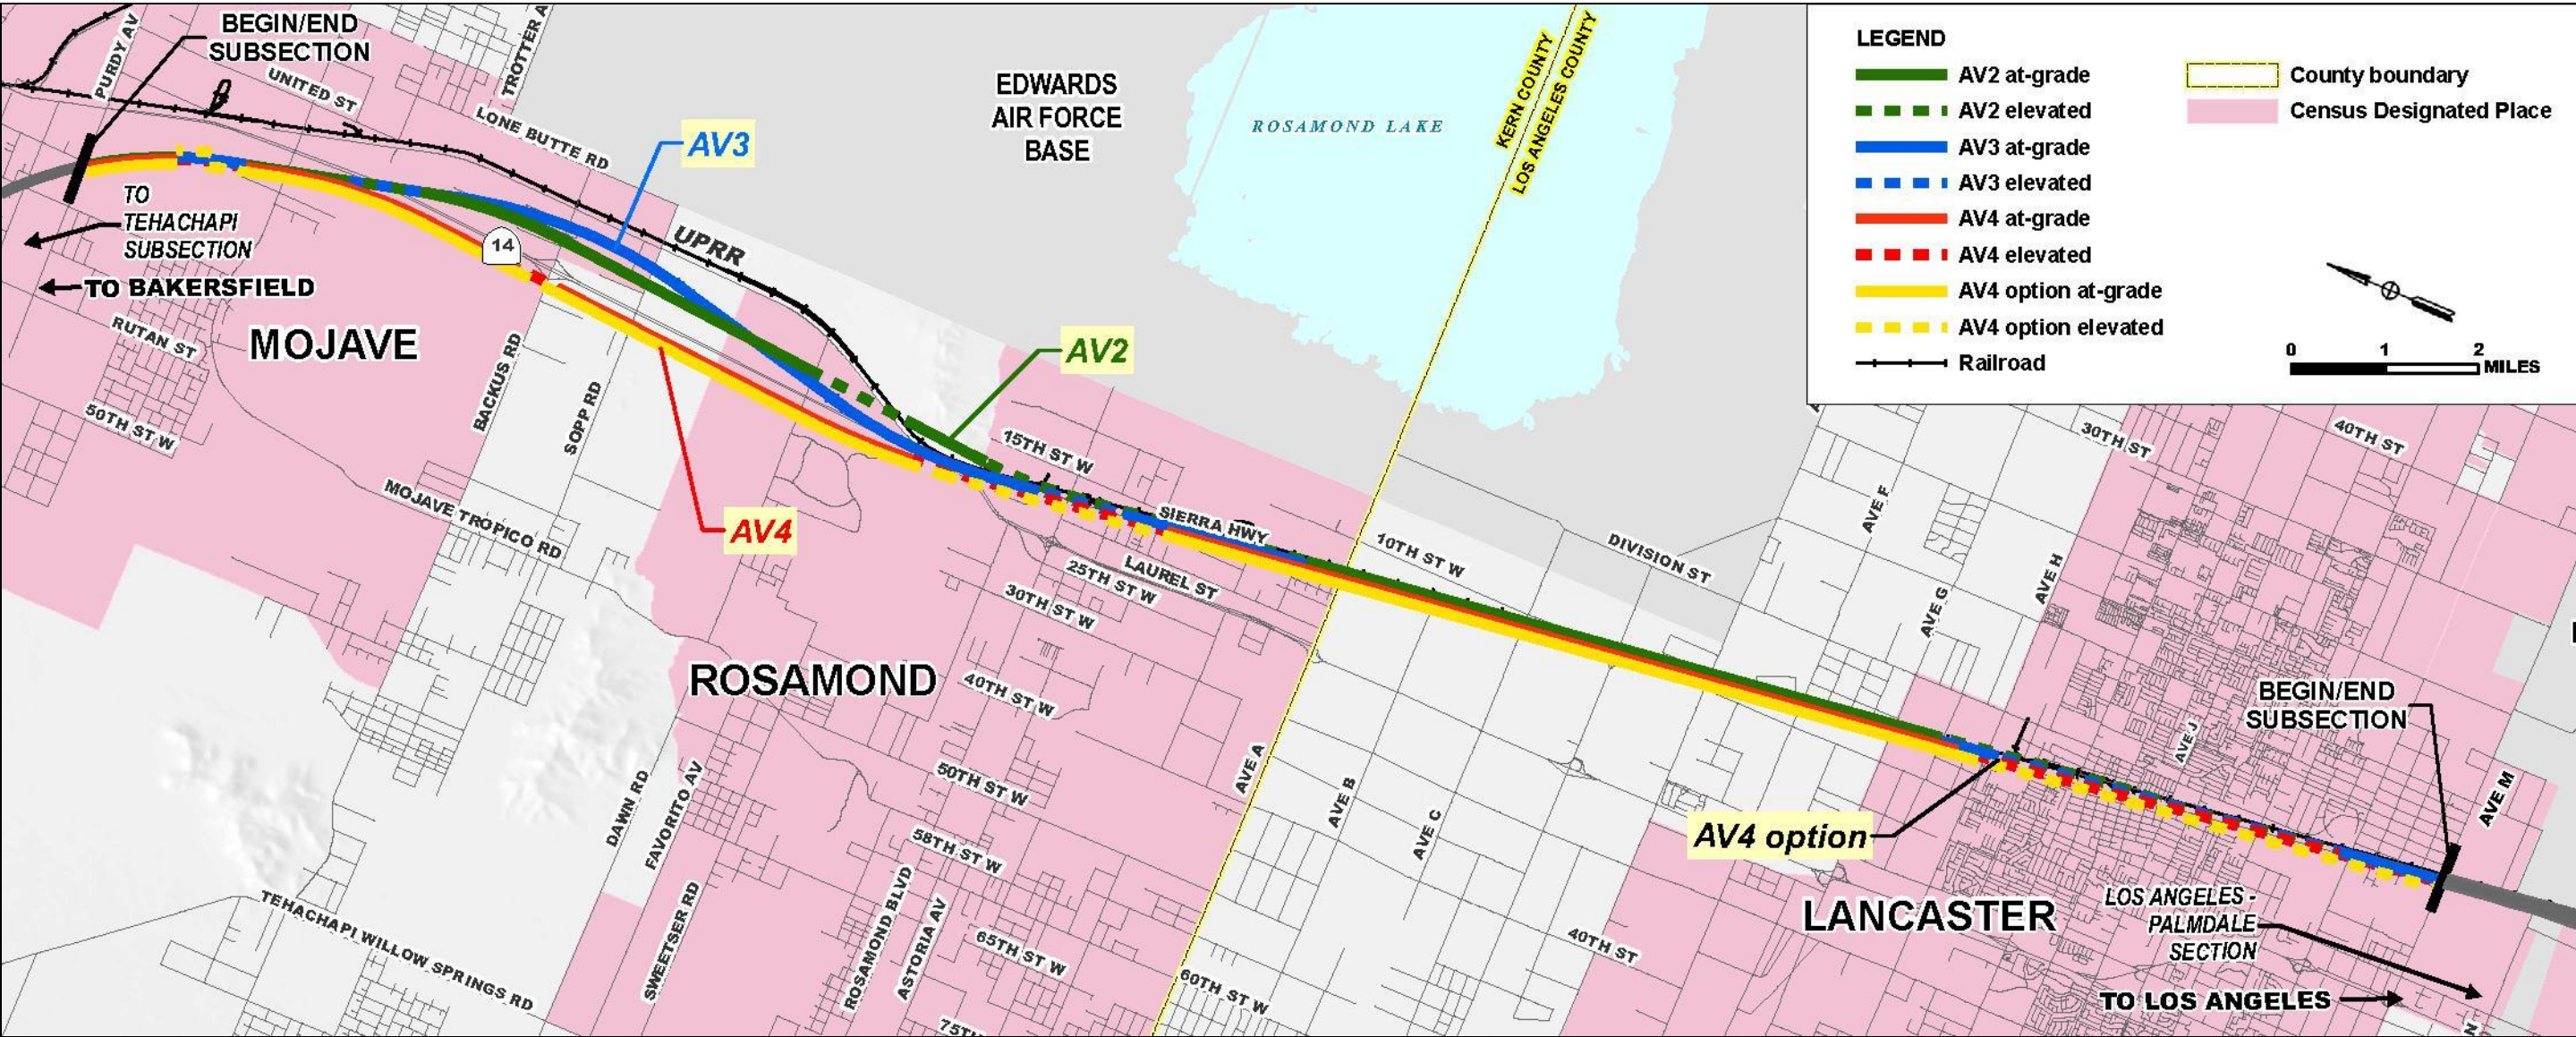 BEGIN/END
SUBSECTION
PURDY AV
UNITED ST
LONE BUTTE RD
TO
TEHACHAPI
SUBSECTION
TO BAKERSFIELD
RUTAN ST
MOJAVE
50TH ST W
14
AV3
UPRR
EDWARDS
AIR FORCE
BASE
ROSAMOND LAKE
KERN COUNTY
LOS ANGELES COUNTY
LEGEND
AV2 at-grade
AV2 elevated
AV3 at-grade
AV3 elevated
AV4 at-grade
AV4 elevated
AV4 option at-grade
AV4 option elevated
Railroad
County boundary
Census Designated Place
0 1 2
MILES
BACKUS RD
SOPP RD
MOJAVE TROPICO RD
AV4
AV2
15TH ST W
SIERRA HWY
LAUREL ST
25TH ST W
30TH ST W
10TH ST W
DIVISION ST
30TH ST
40TH ST
AVE F
AVE G
AVE H
AVE J
AVE M
ROSAMOND
40TH ST W
50TH ST W
58TH ST W
65TH ST W
60TH ST W
DAWN RD
FAVORITO AV
SWEETSER RD
ROSAMOND BLVD
ASTORIA AV
TEHACHAPI WILLOW SPRINGS RD
AVE A
AVE B
AVE C
40TH ST
AV4 option
LANCASTER
BEGIN/END
SUBSECTION
LOS ANGELES -
PALMDALE
SECTION
TO LOS ANGELES